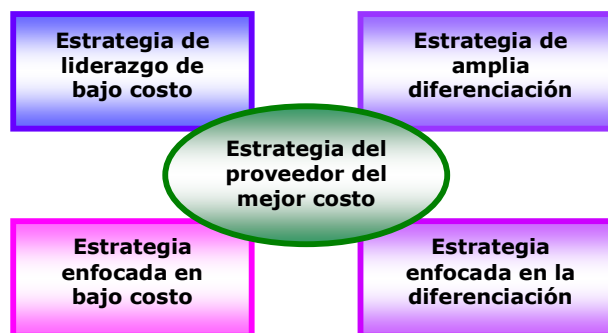 Estrategia de
liderazgo de
bajo costo
Estrategia de
amplia
diferenciación
Estrategia del
proveedor del
mejor costo
Estrategia
enfocada en
bajo costo
Estrategia
enfocada en la
diferenciación